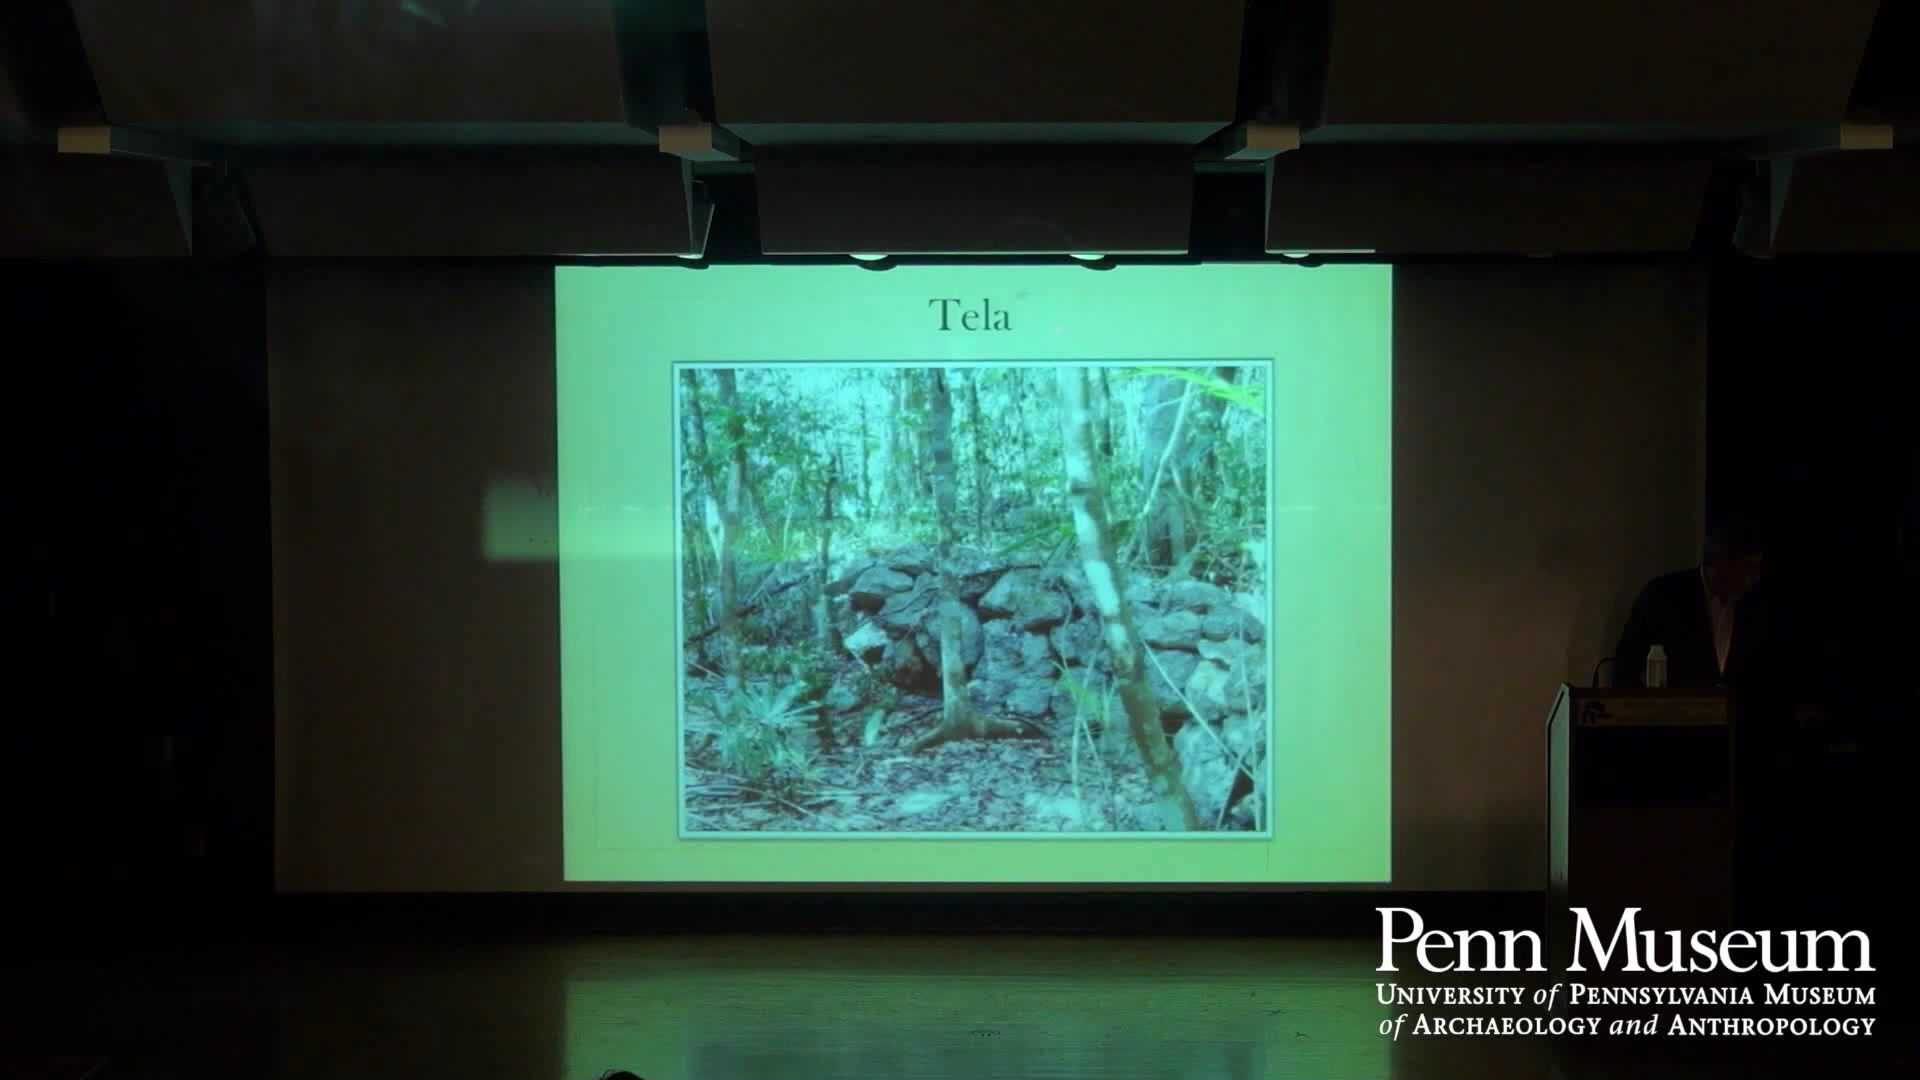 Tela
Penn Museum
UNIVERSITY of PENNSYLVANIA MUSEUM
of ARCHAEOLOGY and ANTHROPOLOGY